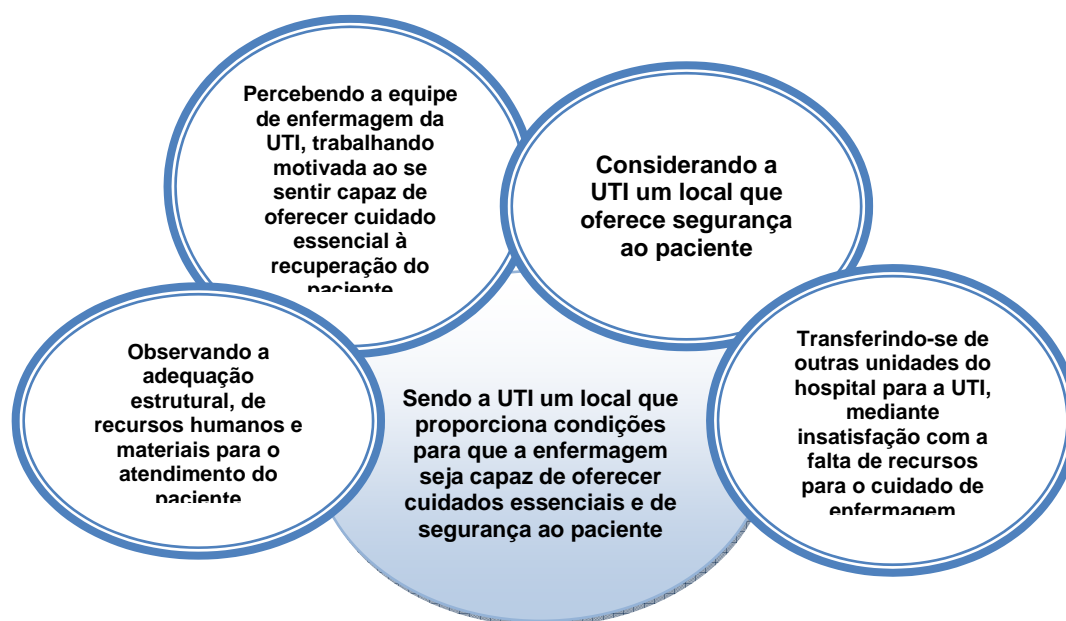 Percebendo a equipe
de enfermagem da
UTI, trabalhando
motivada ao se
sentir capaz de
oferecer cuidado
essencial à
recuperação do
paciente
Considerando a
UTI um local que
oferece segurança
ao paciente
Observando a
adequação
estrutural, de
recursos humanos e
materiais para o
atendimento do
paciente
Sendo a UTI um local que
proporciona condições
para que a enfermagem
seja capaz de oferecer
cuidados essenciais e de
segurança ao paciente
Transferindo-se de
outras unidades do
hospital para a UTI,
mediante
insatisfação com a
falta de recursos
para o cuidado de
enfermagem